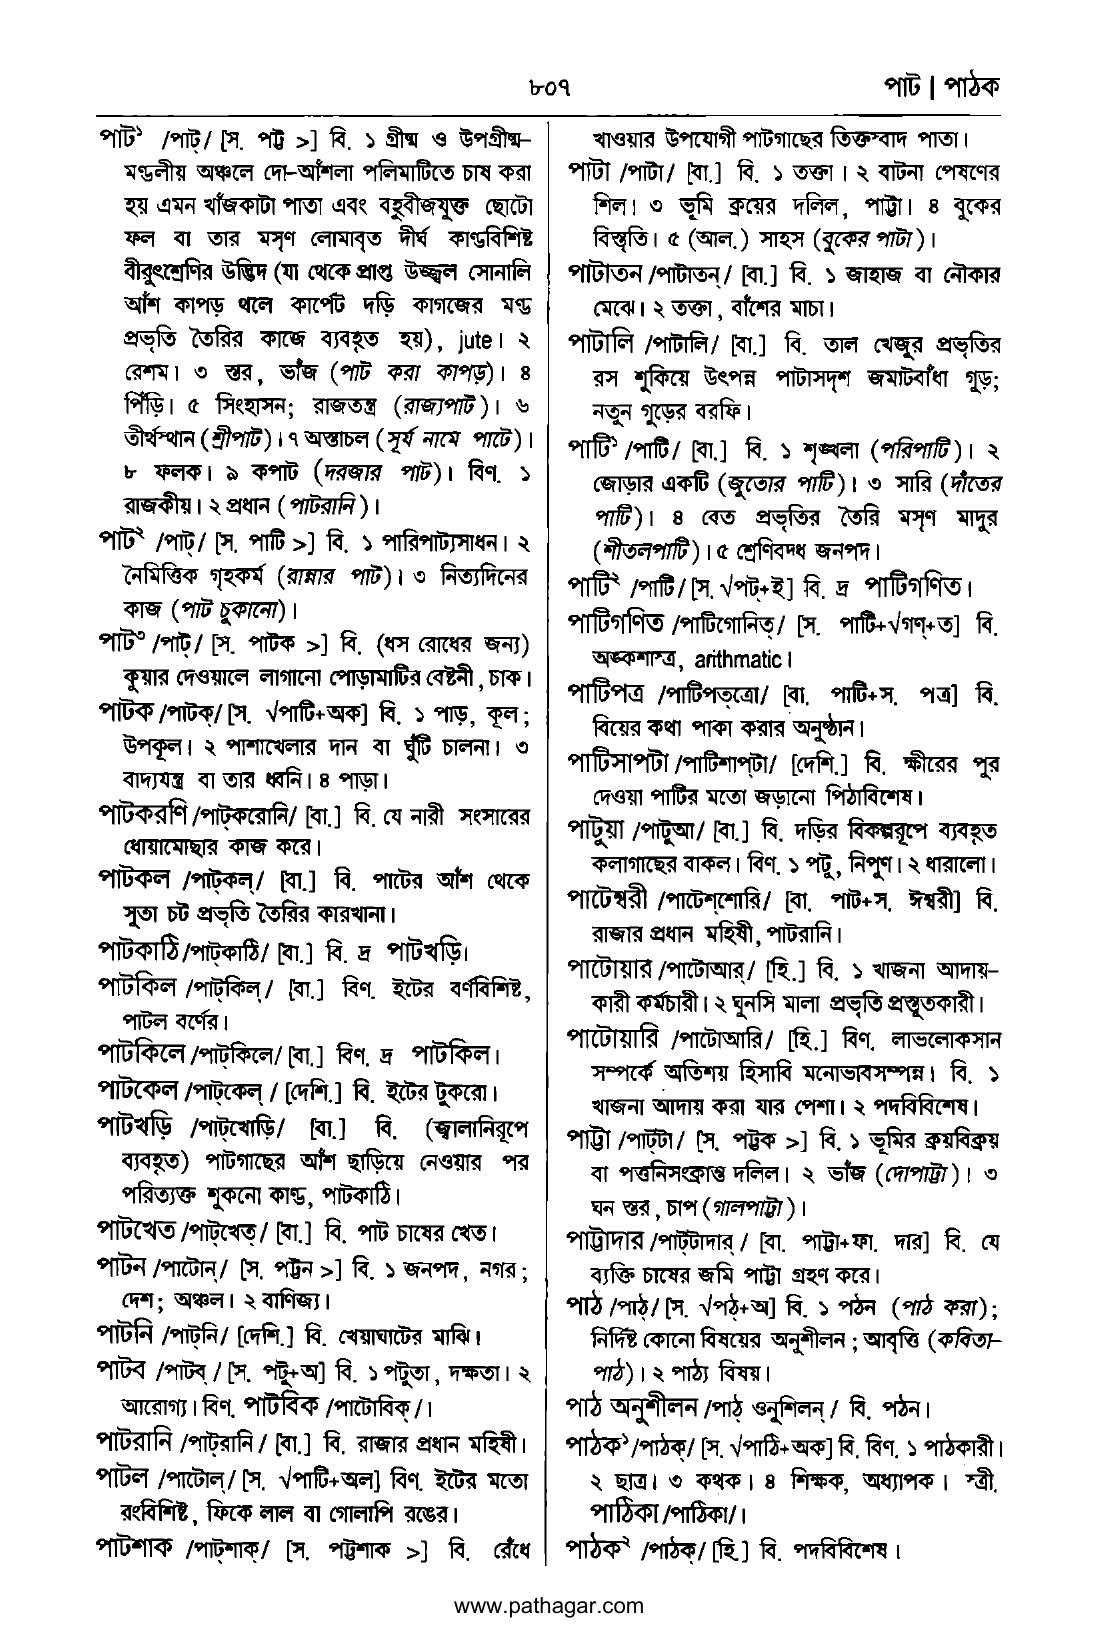 ৮০৭
পাট | পাঠক
পাট১ /পাট্/ [স. পট্ট >] বি. ১ গ্রীষ্ম ও উপগ্রীষ্ম–
মণ্ডলীয় অঞ্চলে দো–আঁশলা পলিমাটিতে চাষ করা
হয় এমন খাঁজকাটা পাতা এবং বহুবীজযুক্ত ছোটো
ফল বা তার মসৃণ লোমাবৃত দীর্ঘ কাণ্ডবিশিষ্ট
বীরুৎশ্রেণির উদ্ভিদ (যা থেকে প্রাপ্ত উজ্জ্বল সোনালি
আঁশ কাপড় থলে কার্পেট দড়ি কাগজের মণ্ড
প্রভৃতি তৈরির কাজে ব্যবহৃত হয়), jute। ২
রেশম। ৩ স্তর, ভাঁজ (পাট করা কাপড়)। ৪
পিঁড়ি। ৫ সিংহাসন; রাজতন্ত্র (রাজ্যপাট)। ৬
তীর্থস্থান (শ্রীপাট)। ৭ অস্তাচল (সূর্য নামে পাটে)।
৮ ফলক। ৯ কপাট (দরজার পাট)। বিণ. ১
রাজকীয়। ২ প্রধান (পাটরানি)।
পাট২ /পাট্/ [স. পাটি >] বি. ১ পারিপাট্যসাধন। ২
নৈমিত্তিক গৃহকর্ম (রান্নার পাট)। ৩ নিত্যদিনের
কাজ (পাট চুকানো)।
পাট৩ /পাট্/ [স. পাটক >] বি. (ধস রোধের জন্য)
কুয়ার দেওয়ালে লাগানো পোড়ামাটির বেষ্টনী, চাক।
পাটক /পাটক্/ [স. √পাটি+অক] বি. ১ পাড়, কূল;
উপকূল। ২ পাশাখেলার দান বা ঘুঁটি চালনা। ৩
বাদ্যযন্ত্র বা তার ধ্বনি। ৪ পাড়া।
পাটকরণি /পাট্‌করোনি/ [বা.] বি. যে নারী সংসারের
ধোয়ামোছার কাজ করে।
পাটকল /পাট্‌কল্/ [বা.] বি. পাটের আঁশ থেকে
সুতা চট প্রভৃতি তৈরির কারখানা।
পাটকাঠি /পাট্‌কাঠি/ [বা.] বি. দ্র পাটখড়ি।
পাটকিল /পাট্‌কিল্/ [বা.] বিণ. ইটের বর্ণবিশিষ্ট,
পাটল বর্ণের।
পাটকিলে /পাট্‌কিলে/ [বা.] বিণ. দ্র পাটকিল।
পাটকেল /পাট্‌কেল্ / [দেশি.] বি. ইটের টুকরো।
পাটখড়ি /পাট্‌খোড়ি/ [বা.] বি. (জ্বালানিরূপে
ব্যবহৃত) পাটগাছের আঁশ ছাড়িয়ে নেওয়ার পর
পরিত্যক্ত শুকনো কাণ্ড, পাটকাঠি।
পাটখেত /পাট্‌খেত্/ [বা.] বি. পাট চাষের খেত।
পাটন /পাটোন্/ [স. পট্টন >] বি. ১ জনপদ, নগর;
দেশ; অঞ্চল। ২ বাণিজ্য।
পাটনি /পাট্‌নি/ [দেশি.] বি. খেয়াঘাটের মাঝি।
পাটব /পাটব্ / [স. পটু+অ] বি. ১ পটুতা, দক্ষতা। ২
আরোগ্য। বিণ. পাটবিক /পাটোবিক্/।
পাটরানি /পাট্‌রানি/ [বা.] বি. রাজার প্রধান মহিষী।
পাটল /পাটোল্/ [স. √পাটি+অল] বিণ. ইটের মতো
রংবিশিষ্ট, ফিকে লাল বা গোলাপি রঙের।
পাটশাক /পাট্‌শাক্/ [স. পট্টশাক >] বি. রেঁধে
খাওয়ার উপযোগী পাটগাছের তিক্তস্বাদ পাতা।
পাটা /পাটা/ [বা.] বি. ১ তক্তা। ২ বাটনা পেষণের
শিল। ৩ ভূমি ক্রয়ের দলিল, পাট্টা। ৪ বুকের
বিস্তৃতি। ৫ (আল.) সাহস (বুকের পাটা)।
পাটাতন /পাটাতন্/ [বা.] বি. ১ জাহাজ বা নৌকার
মেঝে। ২ তক্তা, বাঁশের মাচা।
পাটালি /পাটালি/ [বা.] বি. তাল খেজুর প্রভৃতির
রস শুকিয়ে উৎপন্ন পাটাসদৃশ জমাটবাঁধা গুড়;
নতুন গুড়ের বরফি।
পাটি১ /পাটি/ [বা.] বি. ১ শৃঙ্খলা (পরিপাটি)। ২
জোড়ার একটি (জুতোর পাটি)। ৩ সারি (দাঁতের
পাটি)। ৪ বেত প্রভৃতির তৈরি মসৃণ মাদুর
(শীতলপাটি)। ৫ শ্রেণিবদ্ধ জনপদ।
পাটি২ /পাটি/ [স. √পট্+ই] বি. দ্র পাটিগণিত।
পাটিগণিত /পাটিগোনিত্/ [স. পাটি+√গণ্+ত] বি.
অঙ্কশাস্ত্র, arithmatic।
পাটিপত্র /পাটিপত্‌ত্রো/ [বা. পাটি+স. পত্র] বি.
বিয়ের কথা পাকা করার অনুষ্ঠান।
পাটিসাপটা /পাটিশাপ্‌টা/ [দেশি.] বি. ক্ষীরের পুর
দেওয়া পাটির মতো জড়ানো পিঠাবিশেষ।
পাটুয়া /পাটুআ/ [বা.] বি. দড়ির বিকল্পরূপে ব্যবহৃত
কলাগাছের বাকল। বিণ. ১ পটু, নিপুণ। ২ ধারালো।
পাটেশ্বরী /পাটেশ্‌শোরি/ [বা. পাট+স. ঈশ্বরী] বি.
রাজার প্রধান মহিষী, পাটরানি।
পাটোয়ার /পাটোআর্/ [হি.] বি. ১ খাজনা আদায়–
কারী কর্মচারী। ২ ঘুনসি মালা প্রভৃতি প্রস্তুতকারী।
পাটোয়ারি /পাটোআরি/ [হি.] বিণ. লাভলোকসান
সম্পর্কে অতিশয় হিসাবি মনোভাবসম্পন্ন। বি. ১
খাজনা আদায় করা যার পেশা। ২ পদবিবিশেষ।
পাট্টা /পাট্‌টা/ [স. পট্টক >] বি. ১ ভূমির ক্রয়বিক্রয়
বা পত্তনিসংক্রান্ত দলিল। ২ ভাঁজ (দোপাট্টা)। ৩
ঘন স্তর, চাপ (গালপাট্টা)।
পাট্টাদার /পাট্‌টাদার্ / [বা. পাট্টা+ফা. দার] বি. যে
ব্যক্তি চাষের জমি পাট্টা গ্রহণ করে।
পাঠ /পাঠ্/ [স. √পঠ্+অ] বি. ১ পঠন (পাঠ করা);
নির্দিষ্ট কোনো বিষয়ের অনুশীলন; আবৃত্তি (কবিতা–
পাঠ)। ২ পাঠ্য বিষয়।
পাঠ অনুশীলন /পাঠ্ ওনুশিলন্ / বি. পঠন।
পাঠক১ /পাঠক্/ [স. √পাঠি+অক] বি. বিণ. ১ পাঠকারী।
২ ছাত্র। ৩ কথক। ৪ শিক্ষক, অধ্যাপক। স্ত্রী.
পাঠিকা /পাঠিকা/।
পাঠক২ /পাঠক্/ [হি.] বি. পদবিবিশেষ।
www.pathagar.com